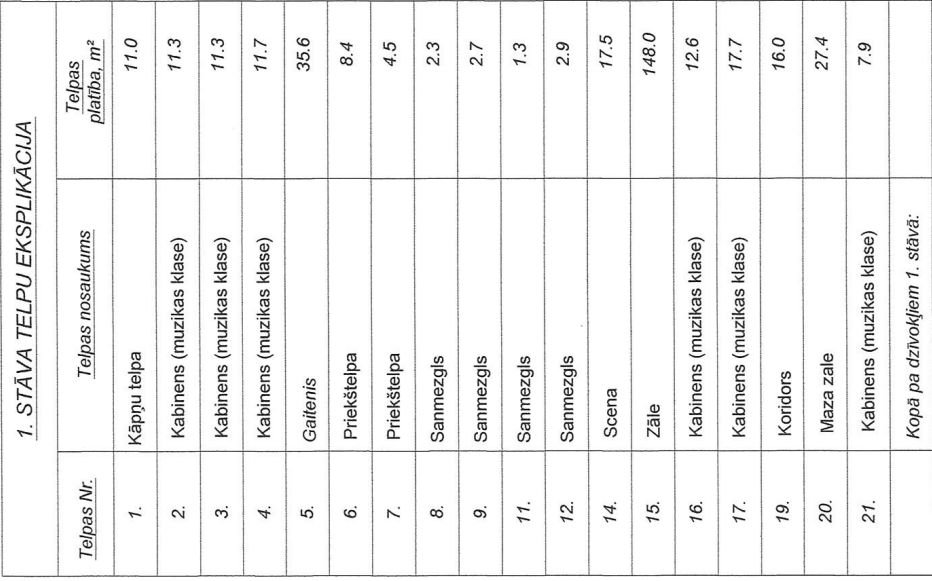 1. STĀVA TELPU EKSPLIKĀCIJA
Telpas Nr. Telpas nosaukums Telpas platība, m²
1. Kāpņu telpa 11.0
2. Kabinens (muzikas klase) 11.3
3. Kabinens (muzikas klase) 11.3
4. Kabinens (muzikas klase) 11.7
5. Gaitenis 35.6
6. Priekštelpa 8.4
7. Priekštelpa 4.5
8. Sanmezgls 2.3
9. Sanmezgls 2.7
11. Sanmezgls 1.3
12. Sanmezgls 2.9
14. Scena 17.5
15. Zāle 148.0
16. Kabinens (muzikas klase) 12.6
17. Kabinens (muzikas klase) 17.7
19. Koridors 16.0
20. Maza zale 27.4
21. Kabinens (muzikas klase) 7.9
Kopā pa dzīvokļiem 1. stāvā: